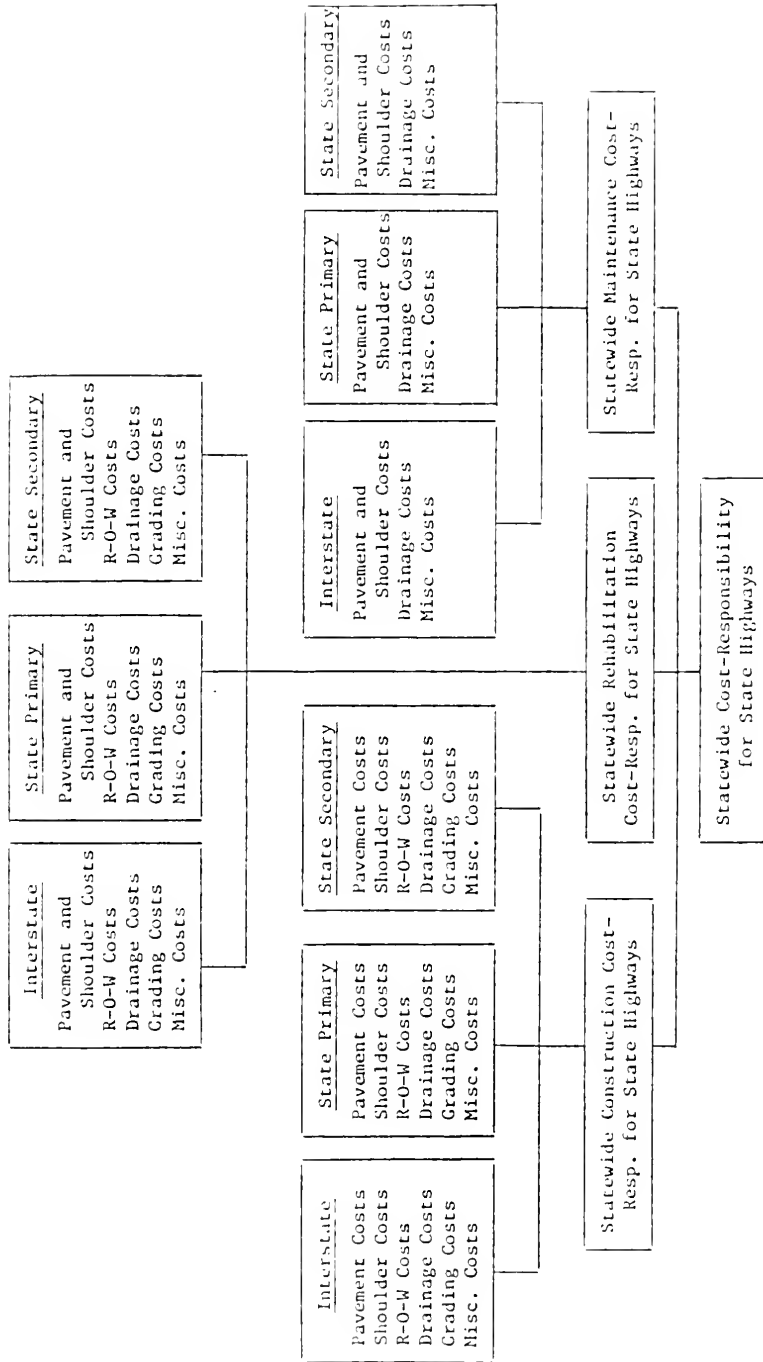 Interstate
Pavement and
Shoulder Costs
R-O-W Costs
Drainage Costs
Grading Costs
Misc. Costs
State Primary
Pavement and
Shoulder Costs
R-O-W Costs
Drainage Costs
Grading Costs
Misc. Costs
State Secondary
Pavement and
Shoulder Costs
R-O-W Costs
Drainage Costs
Grading Costs
Misc. Costs
Interstate
Pavement Costs
Shoulder Costs
R-O-W Costs
Drainage Costs
Grading Costs
Misc. Costs
State Primary
Pavement Costs
Shoulder Costs
R-O-W Costs
Drainage Costs
Grading Costs
Misc. Costs
State Secondary
Pavement Costs
Shoulder Costs
R-O-W Costs
Drainage Costs
Grading Costs
Misc. Costs
Interstate
Pavement and
Shoulder Costs
Drainage Costs
Misc. Costs
State Primary
Pavement and
Shoulder Costs
Drainage Costs
Misc. Costs
State Secondary
Pavement and
Shoulder Costs
Drainage Costs
Misc. Costs
Statewide Construction Cost-
Resp. for State Highways
Statewide Rehabilitation
Cost-Resp. for State Highways
Statewide Maintenance Cost-
Resp. for State Highways
Statewide Cost-Responsibility
for State Highways